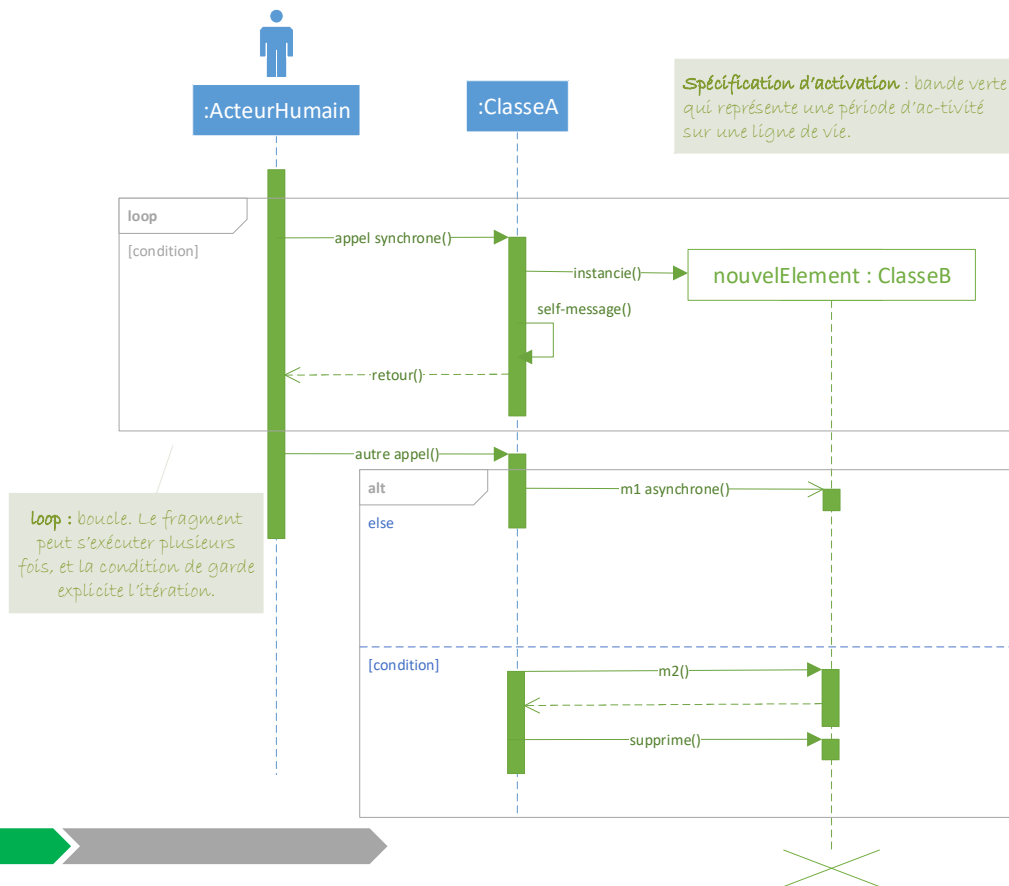 :ActeurHumain
:ClasseA
Spécification d'activation : bande verte
qui représente une période d'ac-tivité
sur une ligne de vie.
loop
[condition]
appel synchrone()
instancie()
nouvelElement : ClasseB
self-message()
retour()
autre appel()
alt
m1 asynchrone()
else
loop : boucle. Le fragment
peut s'exécuter plusieurs
fois, et la condition de garde
explicite l'itération.
[condition]
m2()
supprime()